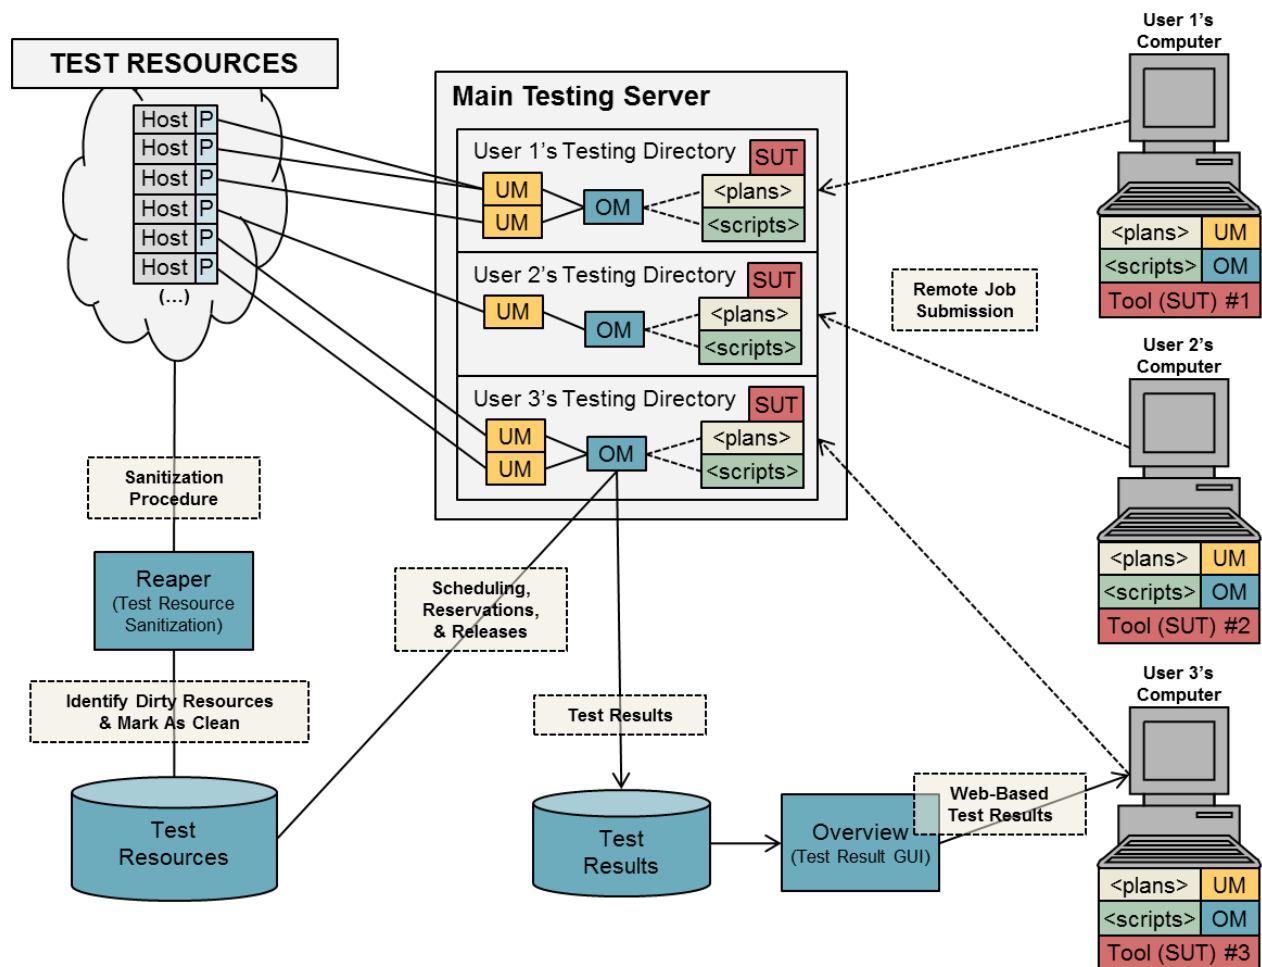 TEST RESOURCES
Host P
Host P
Host P
Host P
Host P
Host P
(...)
Main Testing Server
User 1's Testing Directory
SUT
UM
UM
OM
<plans>
<scripts>
User 2's Testing Directory
SUT
UM
OM
<plans>
<scripts>
User 3's Testing Directory
SUT
UM
UM
OM
<plans>
<scripts>
User 1's
Computer
<plans> UM
<scripts> OM
Tool (SUT) #1
Remote Job
Submission
User 2's
Computer
<plans> UM
<scripts> OM
Tool (SUT) #2
User 3's
Computer
<plans> UM
<scripts> OM
Tool (SUT) #3
Sanitization
Procedure
Reaper
(Test Resource
Sanitization)
Identify Dirty Resources
& Mark As Clean
Test
Resources
Scheduling,
Reservations,
& Releases
Test Results
Test
Results
Overview
(Test Result GUI)
Web-Based
Test Results